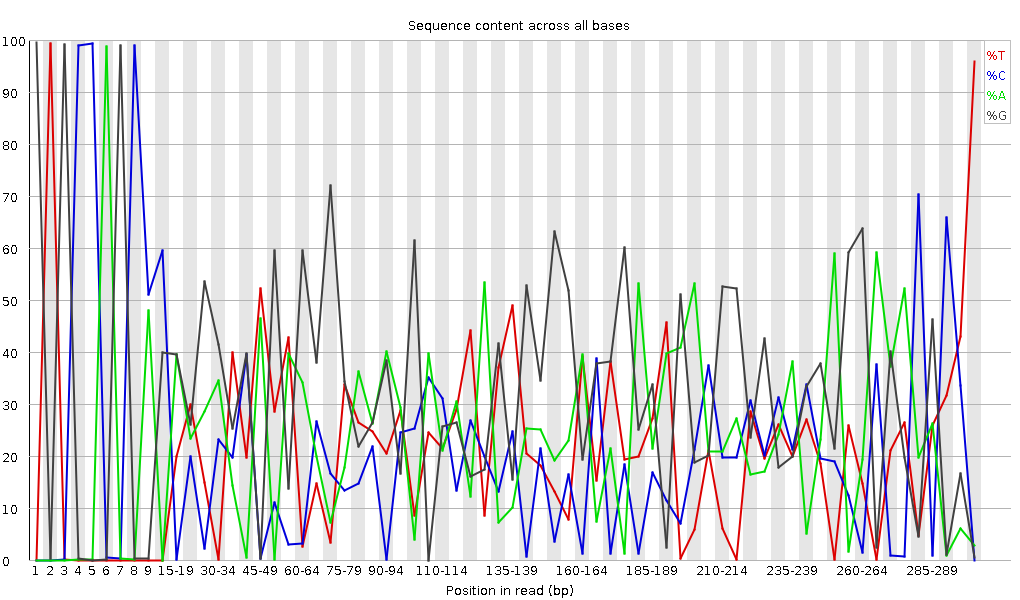 Sequence content across all bases
100
90
80
70
60
50
40
30
20
10
0
%T
%C
%A
%G
1 2 3 4 5 6 7 8 9 15-19 30-34 45-49 60-64 75-79 90-94 110-114 135-139 160-164 185-189 210-214 235-239 260-264 285-289
Position in read (bp)